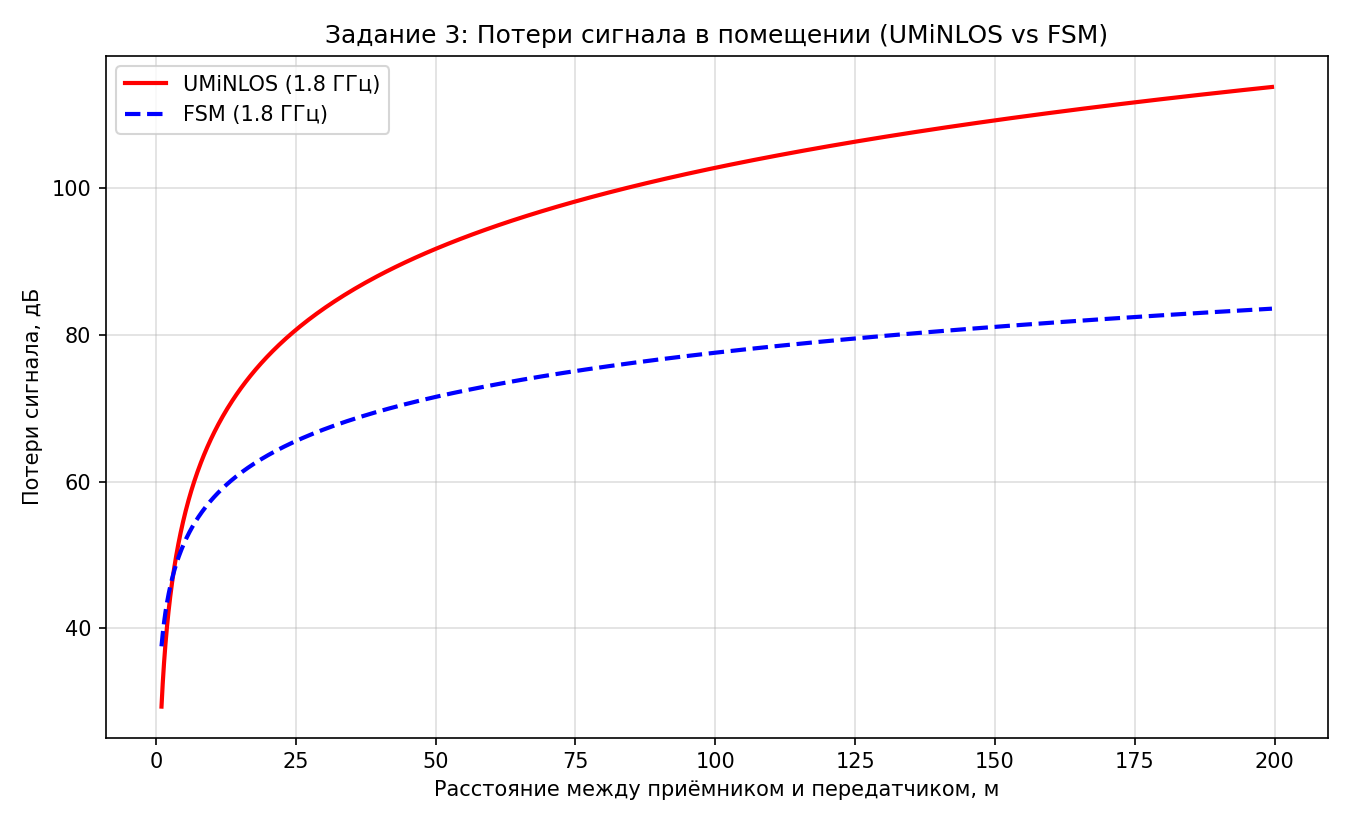 Задание 3: Потери сигнала в помещении (UMiNLOS vs FSM)
UMiNLOS (1.8 ГГц)
FSM (1.8 ГГц)
Потери сигнала, дБ
100
80
60
40
0 25 50 75 100 125 150 175 200
Расстояние между приёмником и передатчиком, м